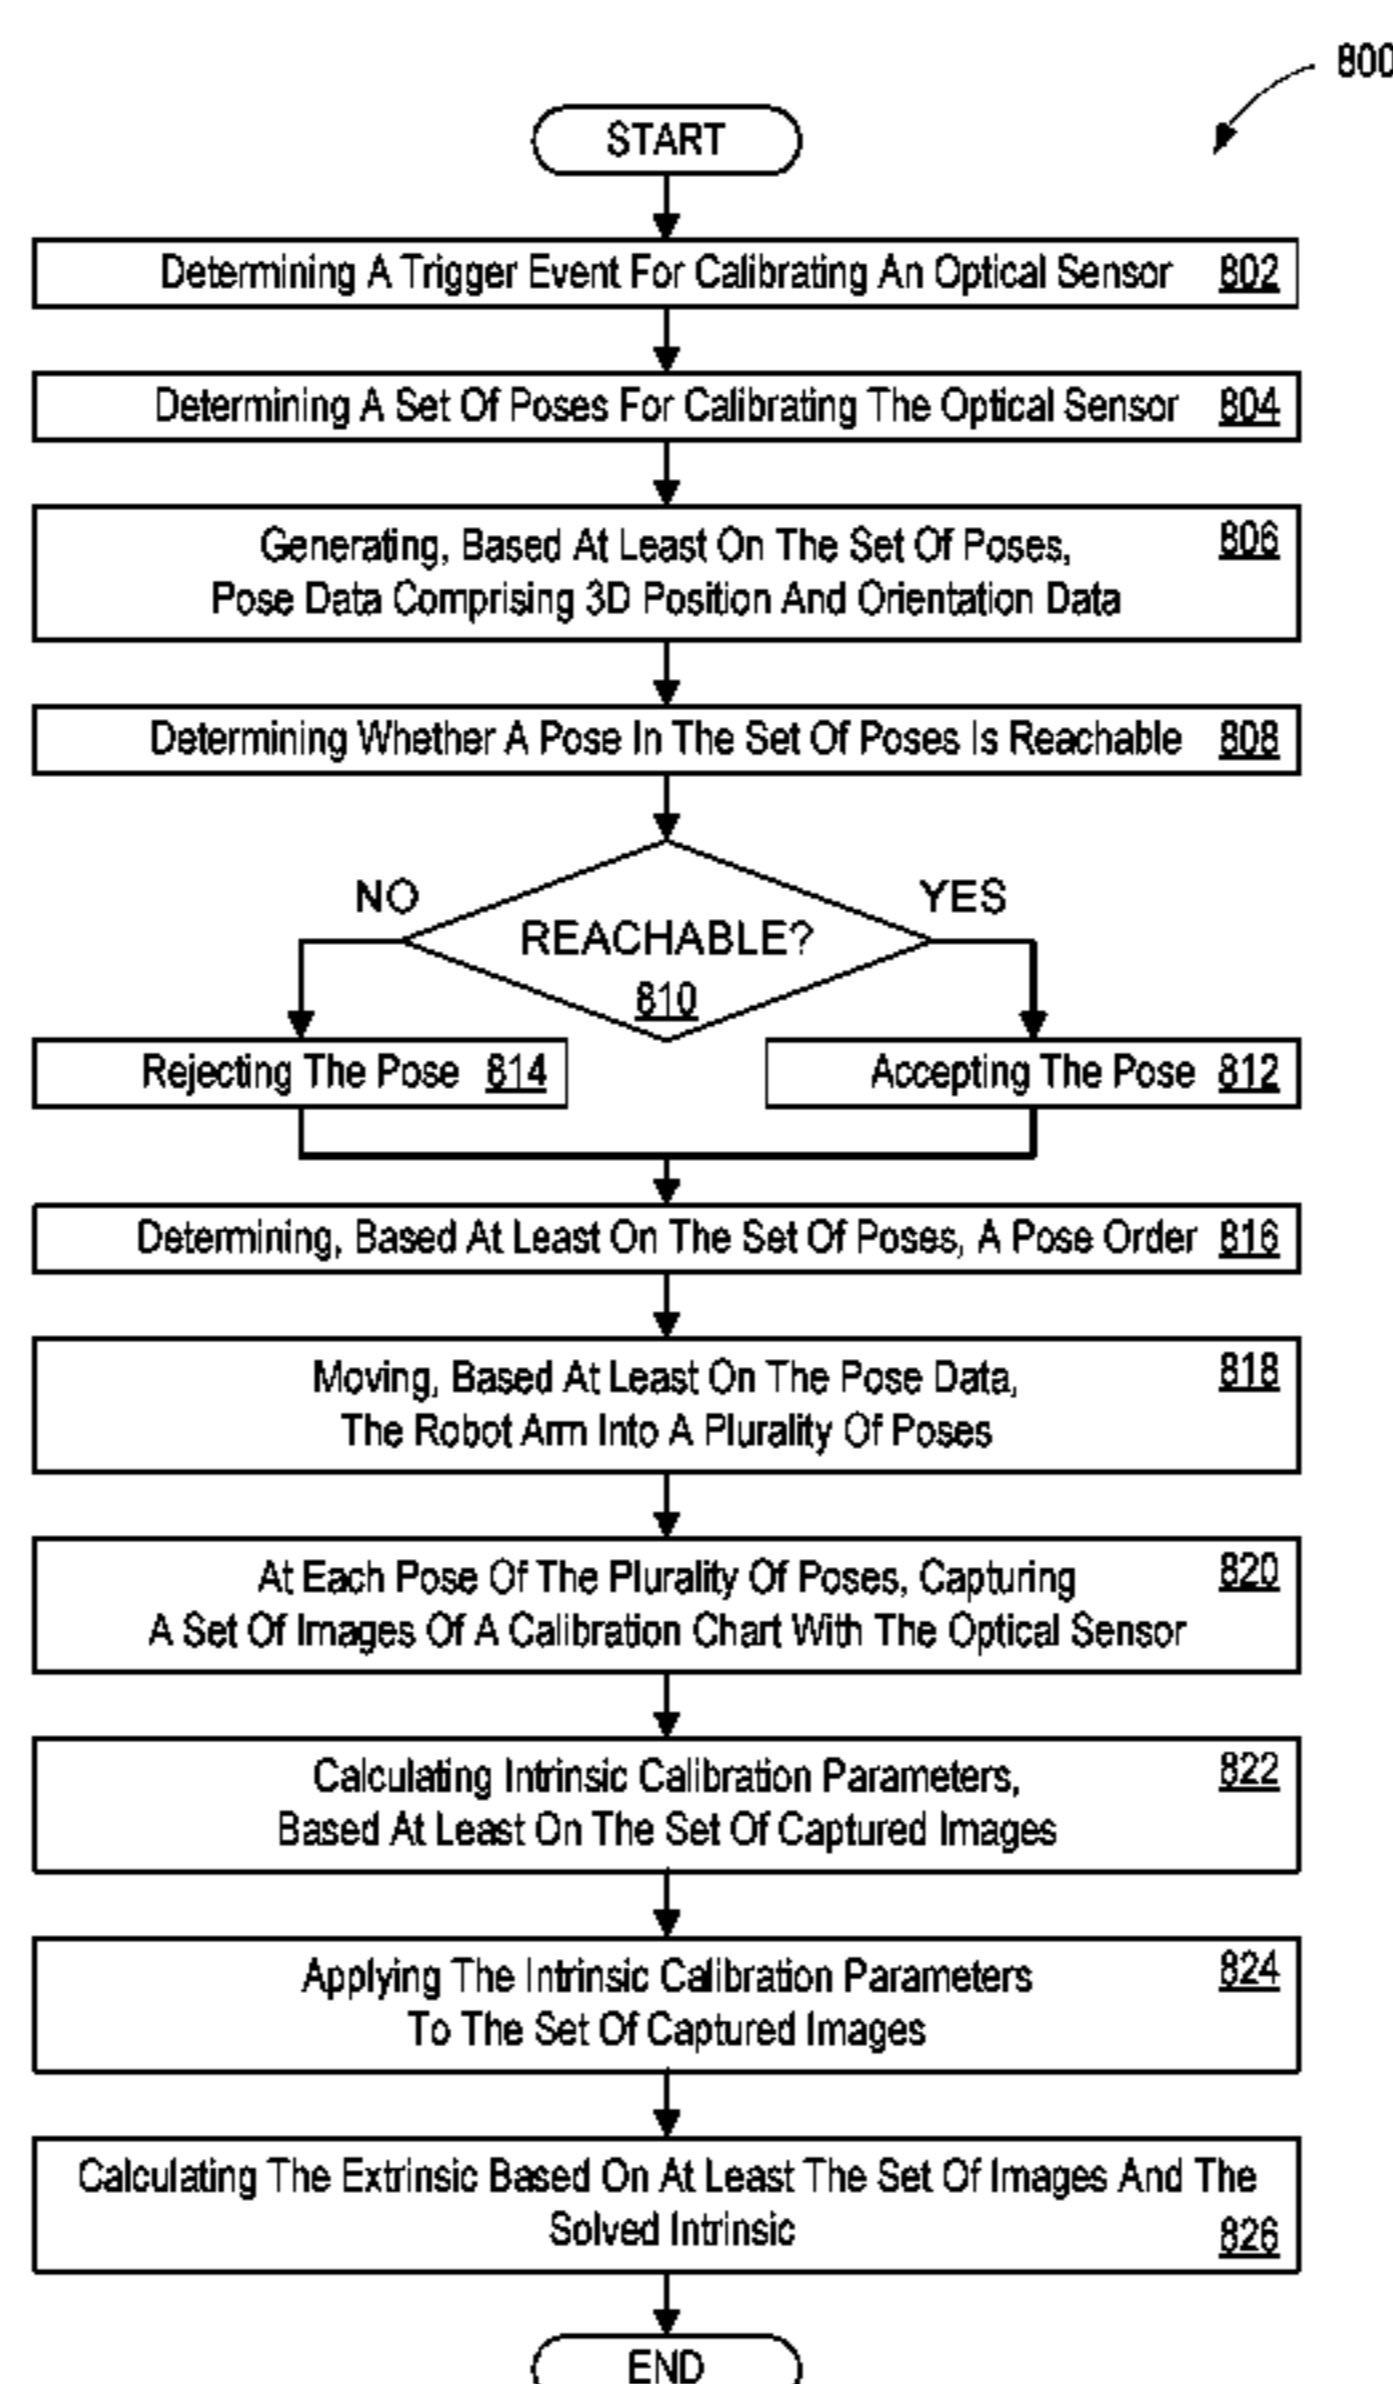 800
START
Determining A Trigger Event For Calibrating An Optical Sensor 802
Determining A Set Of Poses For Calibrating The Optical Sensor 804
Generating, Based At Least On The Set Of Poses, 806
Pose Data Comprising 3D Position And Orientation Data
Determining Whether A Pose In The Set Of Poses Is Reachable 808
NO YES
REACHABLE?
810
Rejecting The Pose 814 Accepting The Pose 812
Determining, Based At Least On The Set Of Poses, A Pose Order 816
Moving, Based At Least On The Pose Data, 818
The Robot Arm Into A Plurality Of Poses
At Each Pose Of The Plurality Of Poses, Capturing 820
A Set Of Images Of A Calibration Chart With The Optical Sensor
Calculating Intrinsic Calibration Parameters, 822
Based At Least On The Set Of Captured Images
Applying The Intrinsic Calibration Parameters 824
To The Set Of Captured Images
Calculating The Extrinsic Based On At Least The Set Of Images And The
Solved Intrinsic 826
END